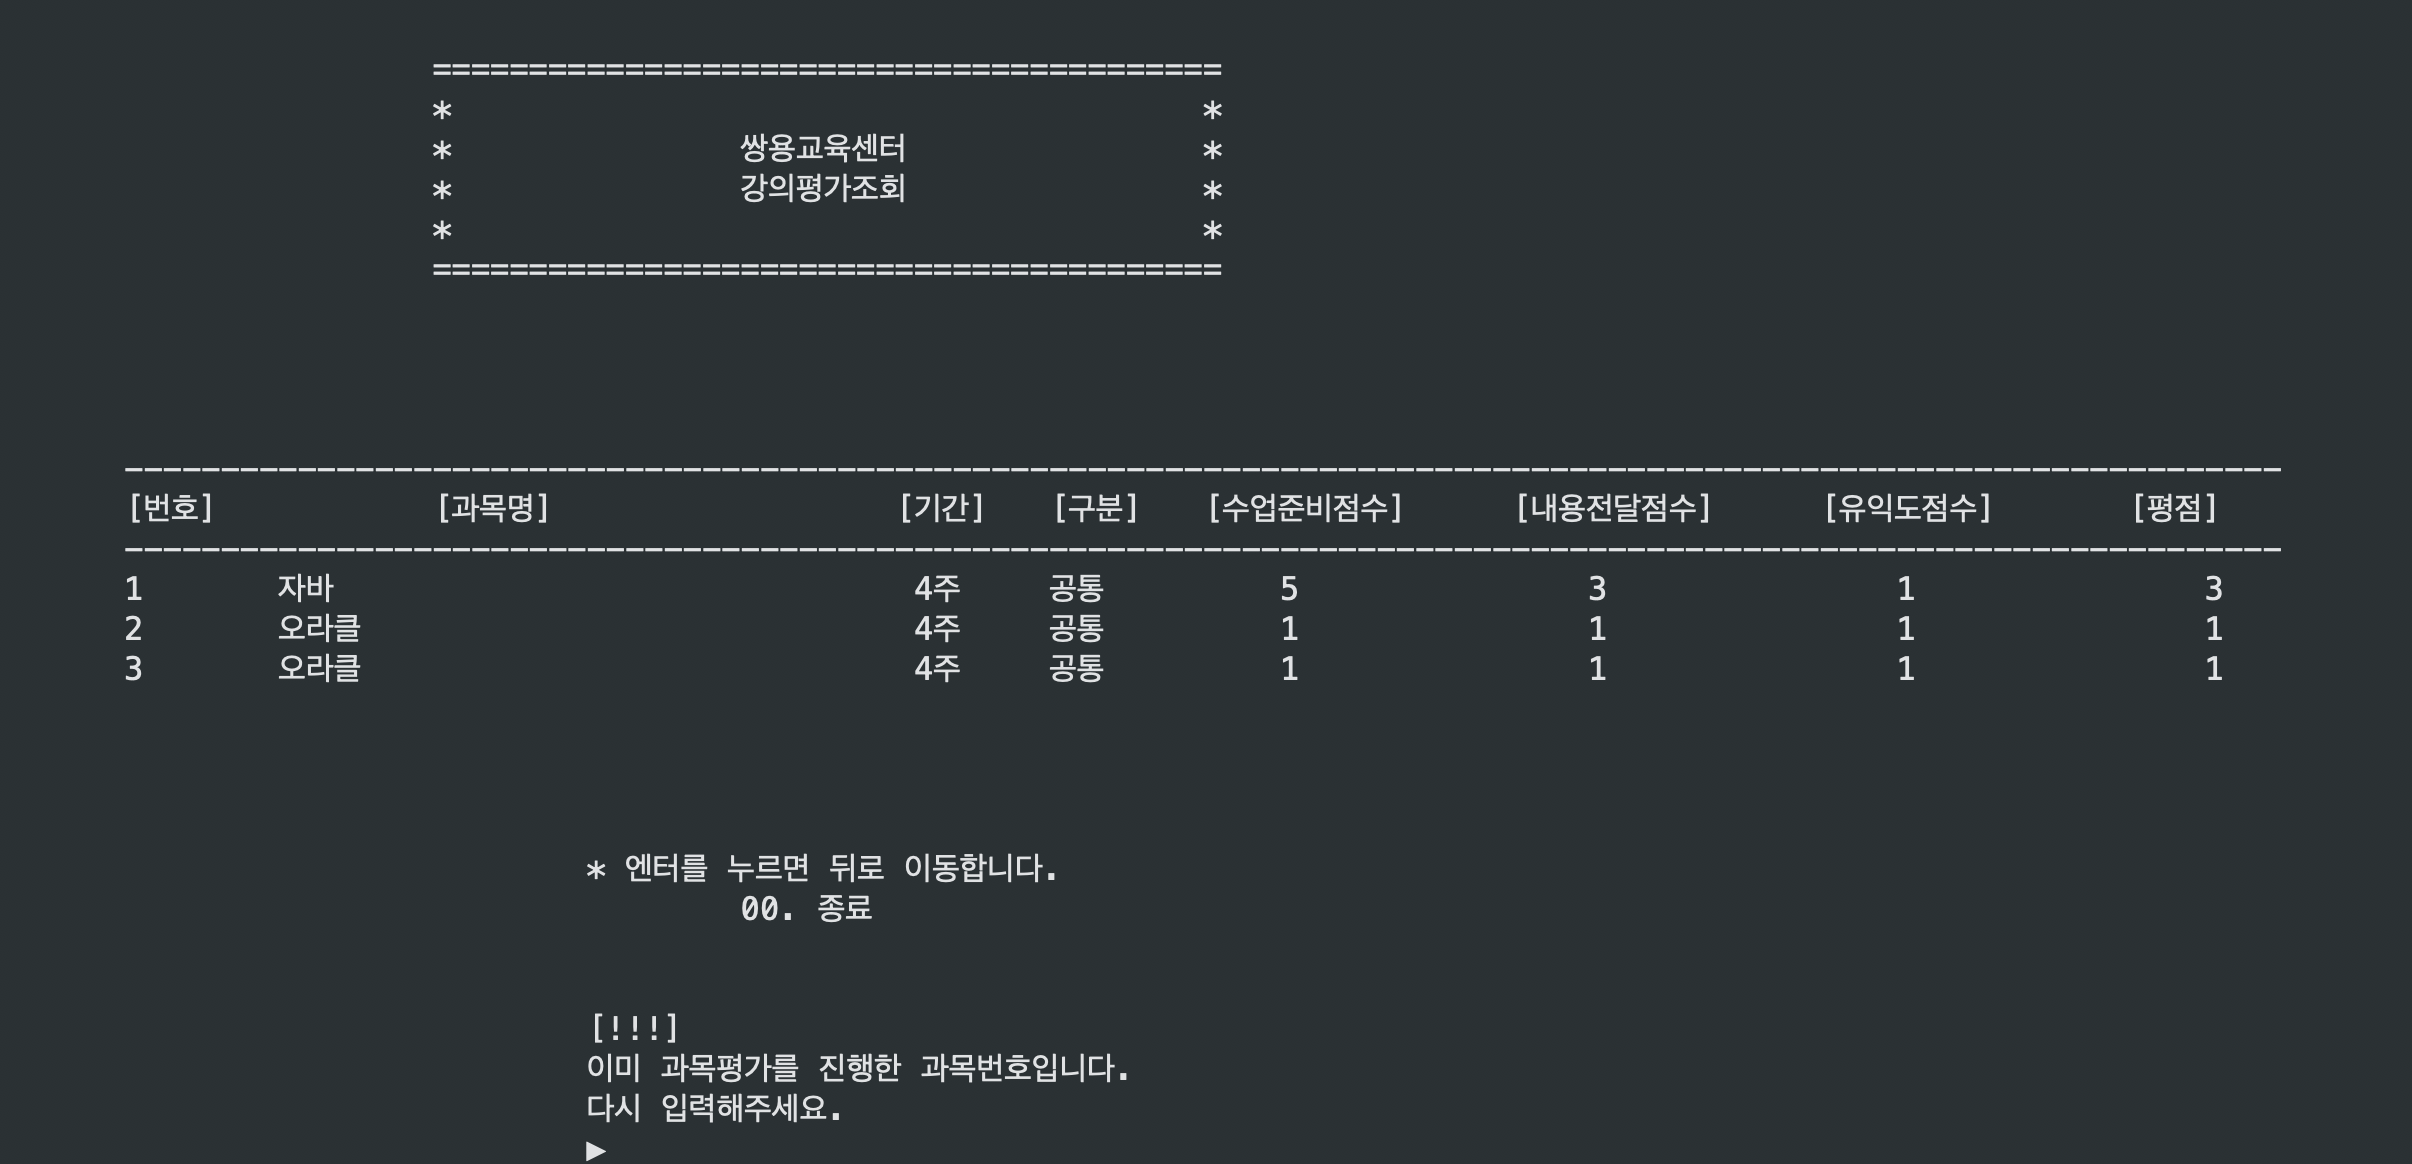 =========================================
* *
* 쌍용교육센터 *
* 강의평가조회 *
* *
=========================================
----------------------------------------------------------------------------------------------------------------
[번호] [과목명] [기간] [구분] [수업준비점수] [내용전달점수] [유익도점수] [평점]
----------------------------------------------------------------------------------------------------------------
1 자바 4주 공통 5 3 1 3
2 오라클 4주 공통 1 1 1 1
3 오라클 4주 공통 1 1 1 1
* 엔터를 누르면 뒤로 이동합니다.
00. 종료
[!!!]
이미 과목평가를 진행한 과목번호입니다.
다시 입력해주세요.
▶